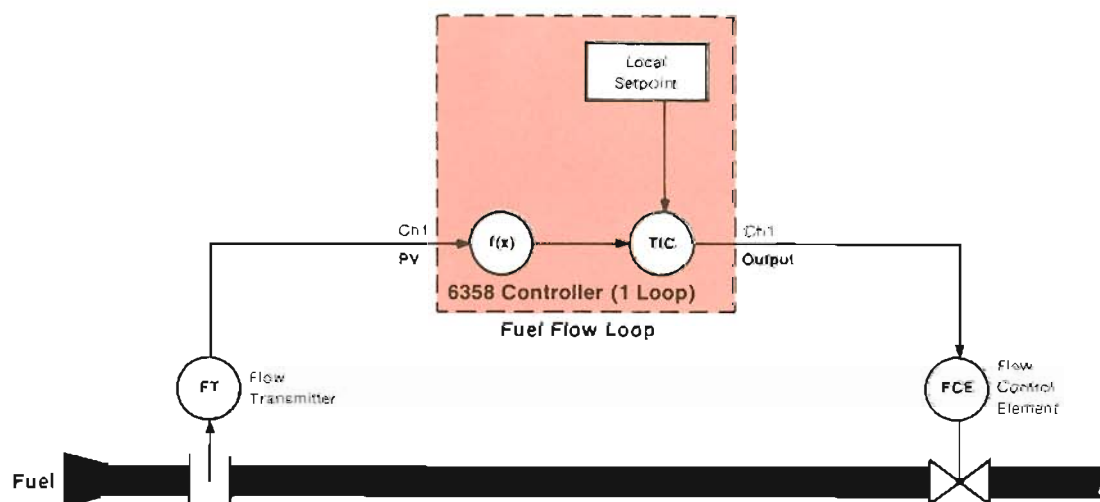 Local
Setpoint
Ch1
PV
f(x)
TIC
Ch1
Output
6358 Controller (1 Loop)
Fuel Flow Loop
FT
Flow
Transmitter
FCE
Flow
Control
Element
Fuel